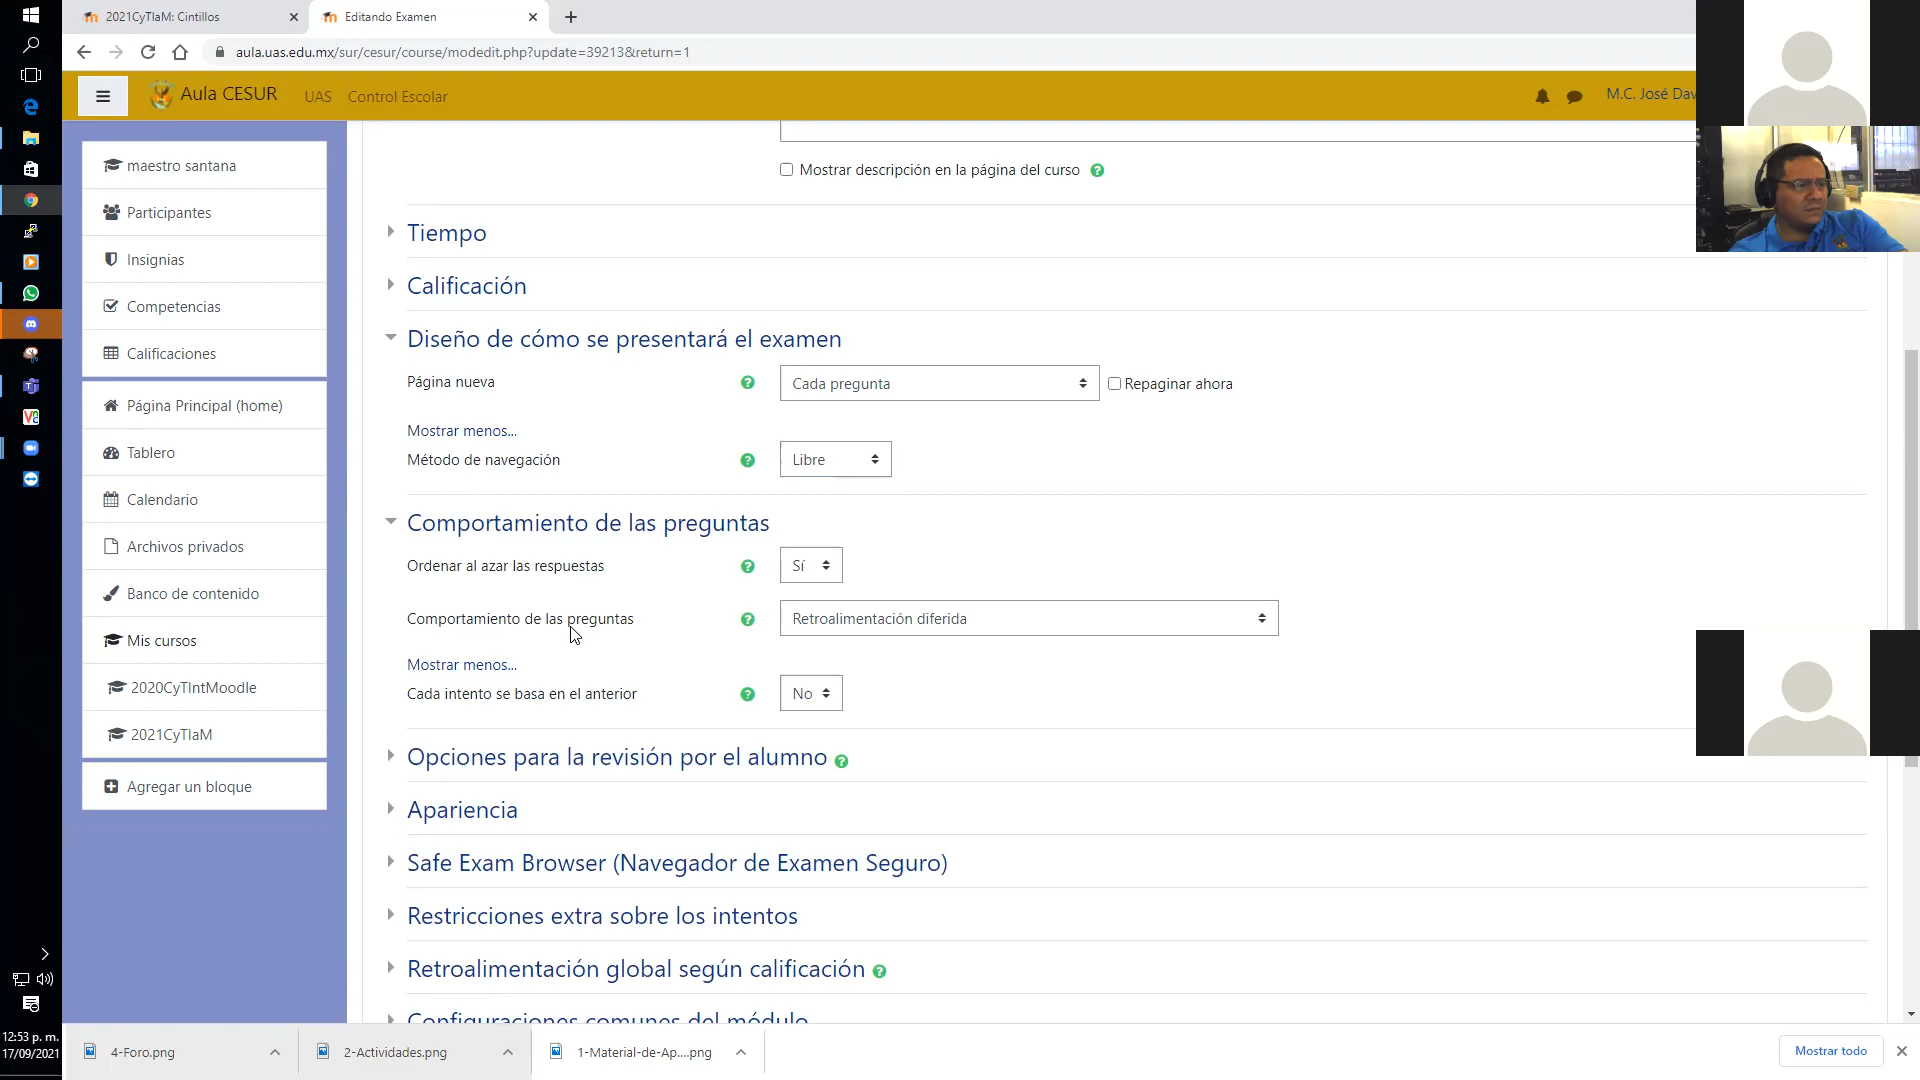 2021CyTIaM: Cintillos
Editando Examen
aula.uas.edu.mx/sur/cesur/course/modedit.php?update=39213&return=1
Aula CESUR
UAS
Control Escolar
M.C. José Dav
maestro santana
Participantes
Insignias
Competencias
Calificaciones
Página Principal (home)
Tablero
Calendario
Archivos privados
Banco de contenido
Mis cursos
2020CyTIntMoodle
2021CyTIaM
Agregar un bloque
Mostrar descripción en la página del curso
Tiempo
Calificación
Diseño de cómo se presentará el examen
Página nueva
Cada pregunta
Repaginar ahora
Mostrar menos...
Método de navegación
Libre
Comportamiento de las preguntas
Ordenar al azar las respuestas
Sí
Comportamiento de las preguntas
Retroalimentación diferida
Mostrar menos...
Cada intento se basa en el anterior
No
Opciones para la revisión por el alumno
Apariencia
Safe Exam Browser (Navegador de Examen Seguro)
Restricciones extra sobre los intentos
Retroalimentación global según calificación
Configuraciones comunes del módulo
12:53 p. m.
17/09/2021
4-Foro.png
2-Actividades.png
1-Material-de-Ap....png
Mostrar todo